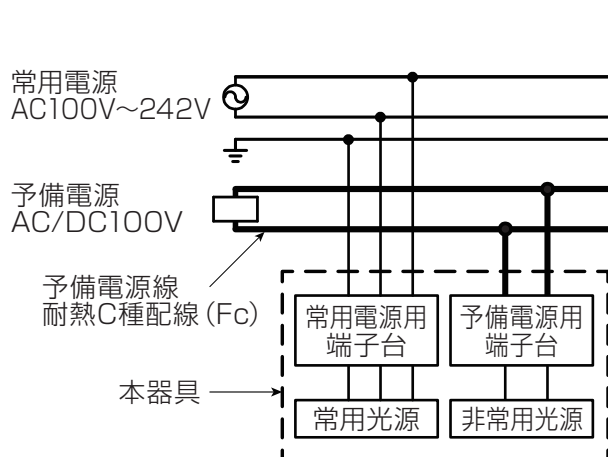 常用電源
AC100V～242V
予備電源
AC/DC100V
予備電源線
耐熱C種配線(Fc)
常用電源用
端子台
予備電源用
端子台
本器具
常用光源
非常用光源